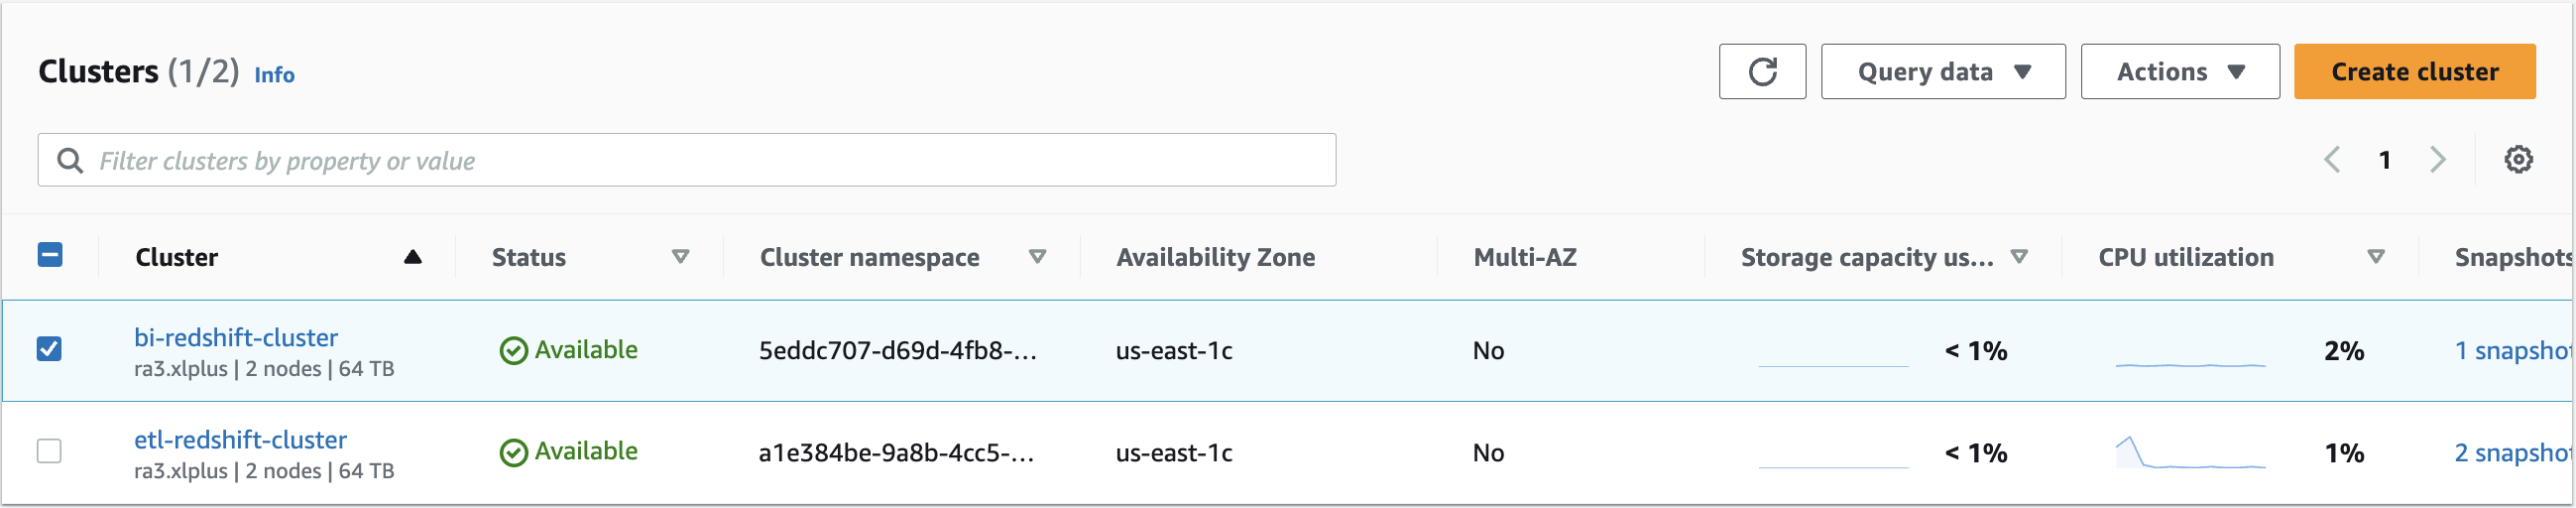 Clusters (1/2) Info
Query data
Actions
Create cluster
Filter clusters by property or value
1
Cluster Status Cluster namespace Availability Zone Multi-AZ Storage capacity us... CPU utilization Snapshots
bi-redshift-cluster
ra3.xlplus | 2 nodes | 64 TB
Available 5eddc707-d69d-4fb8-... us-east-1c No < 1% 2% 1 snapshot
etl-redshift-cluster
ra3.xlplus | 2 nodes | 64 TB
Available a1e384be-9a8b-4cc5-... us-east-1c No < 1% 1% 2 snapshot